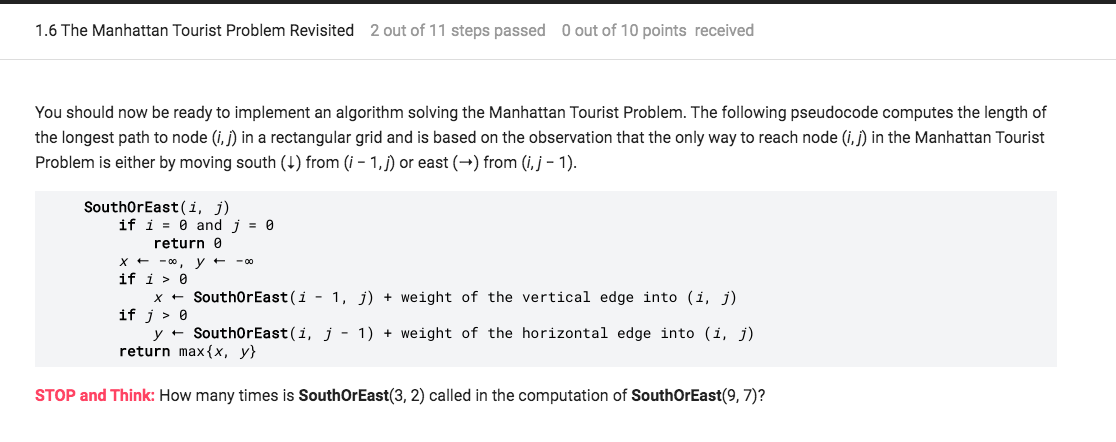 1.6 The Manhattan Tourist Problem Revisited 2 out of 11 steps passed 0 out of 10 points received
You should now be ready to implement an algorithm solving the Manhattan Tourist Problem. The following pseudocode computes the length of
the longest path to node (i, j) in a rectangular grid and is based on the observation that the only way to reach node (i, j) in the Manhattan Tourist
Problem is either by moving south (↓) from (i − 1, j) or east (→) from (i, j − 1).
SouthOrEast(i, j)
if i = 0 and j = 0
return 0
x ← -∞, y ← -∞
if i > 0
x ← SouthOrEast(i - 1, j) + weight of the vertical edge into (i, j)
if j > 0
y ← SouthOrEast(i, j - 1) + weight of the horizontal edge into (i, j)
return max{x, y}
STOP and Think: How many times is SouthOrEast(3, 2) called in the computation of SouthOrEast(9, 7)?